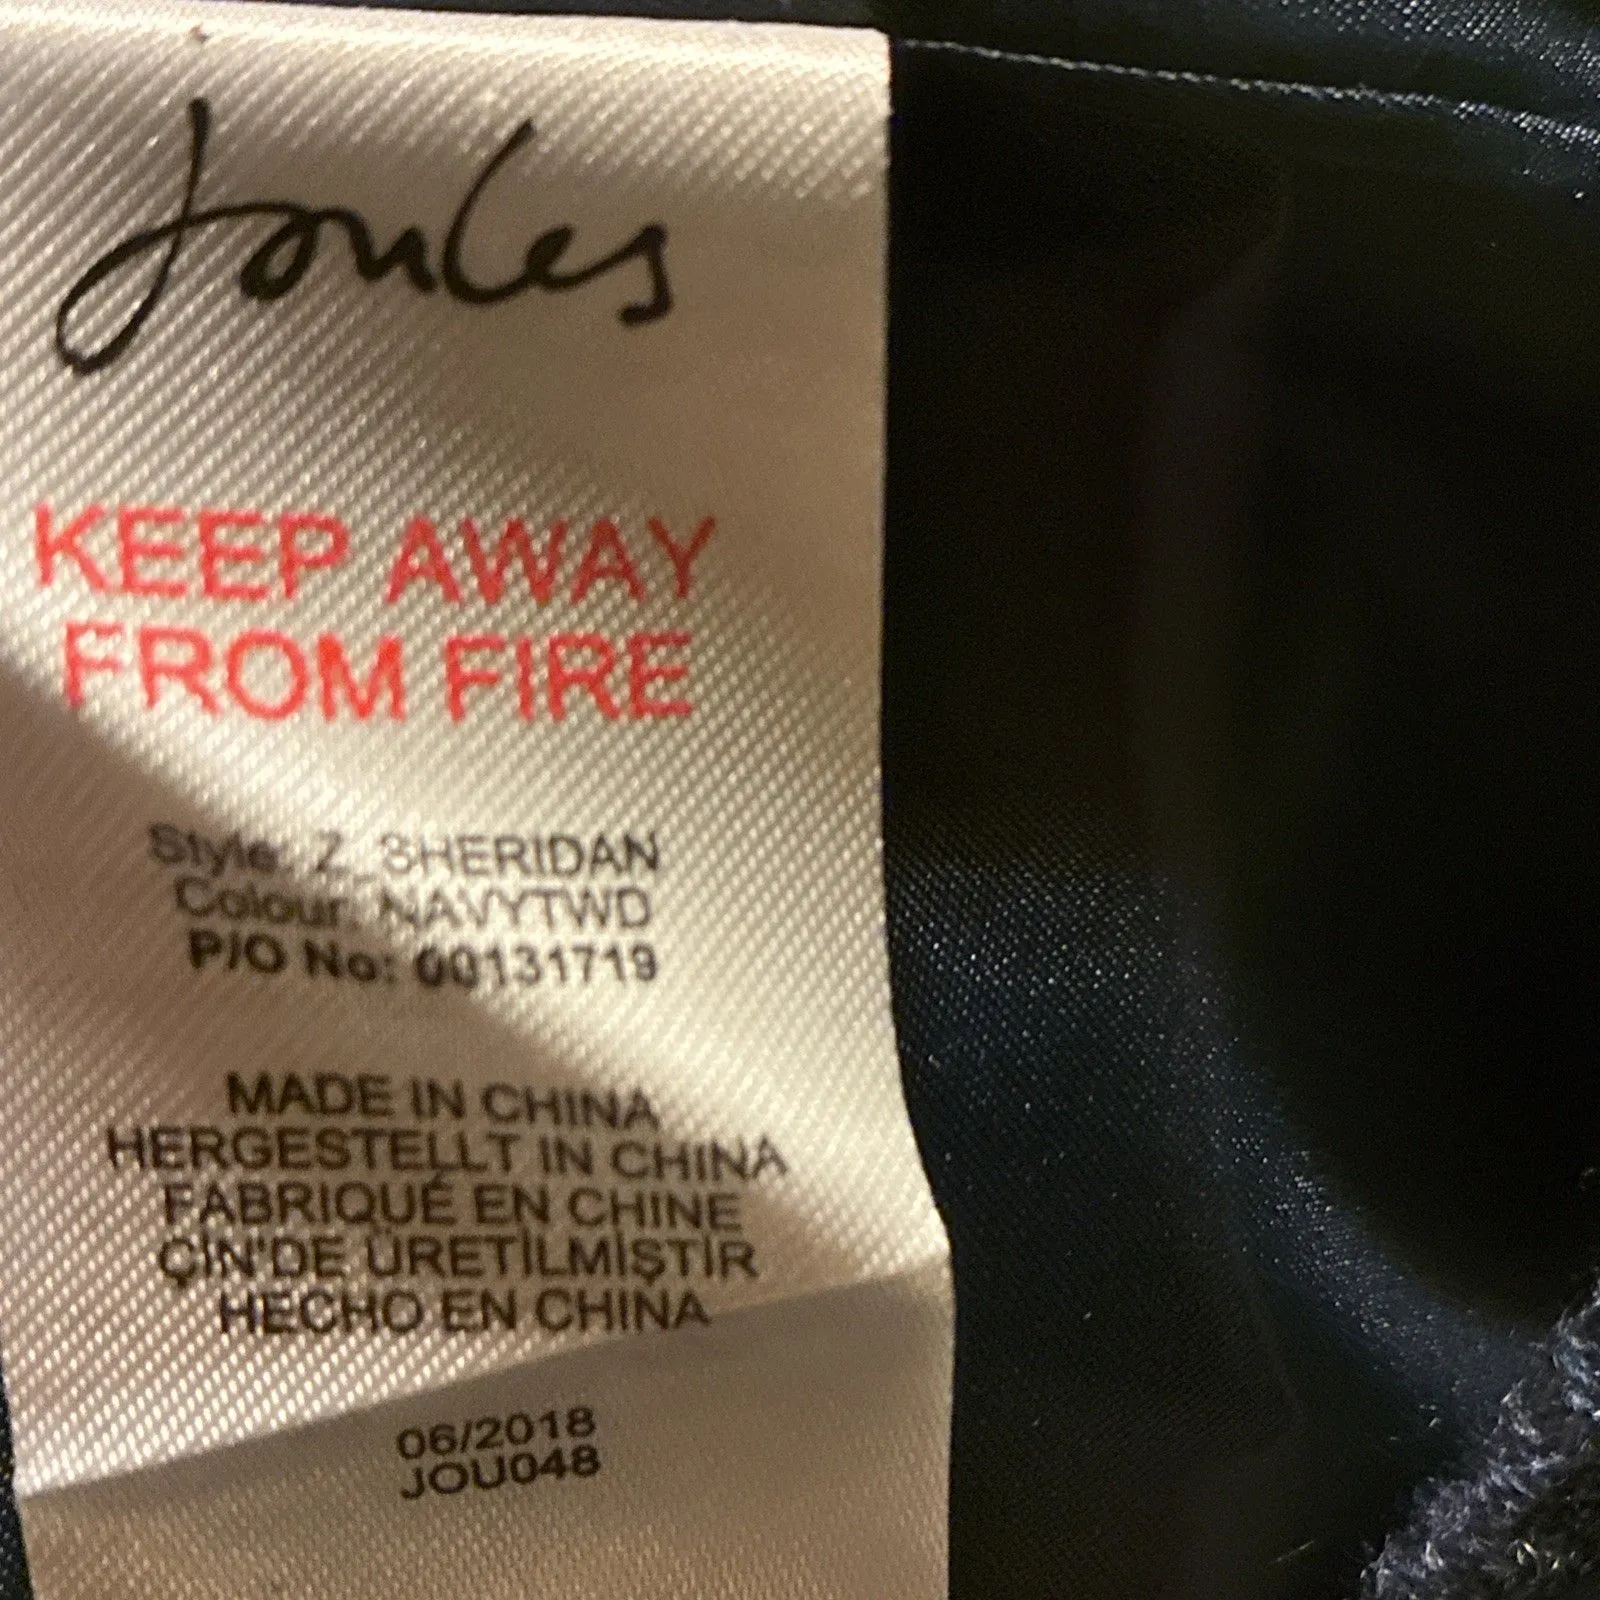 Joules
KEEP AWAY
FROM FIRE
Style: Z_SHERIDAN
Colour: NAVYTWD
P/O No: 00131719
MADE IN CHINA
HERGESTELLT IN CHINA
FABRIQUÉ EN CHINE
ÇİN'DE ÜRETİLMİŞTİR
HECHO EN CHINA
06/2018
JOU048